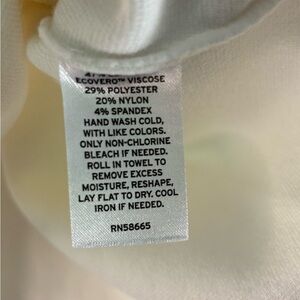 ECOVERO™ VISCOSE
29% POLYESTER
20% NYLON
4% SPANDEX
HAND WASH COLD,
WITH LIKE COLORS.
ONLY NON-CHLORINE
BLEACH IF NEEDED.
ROLL IN TOWEL TO
REMOVE EXCESS
MOISTURE, RESHAPE,
LAY FLAT TO DRY. COOL
IRON IF NEEDED.
RN58665